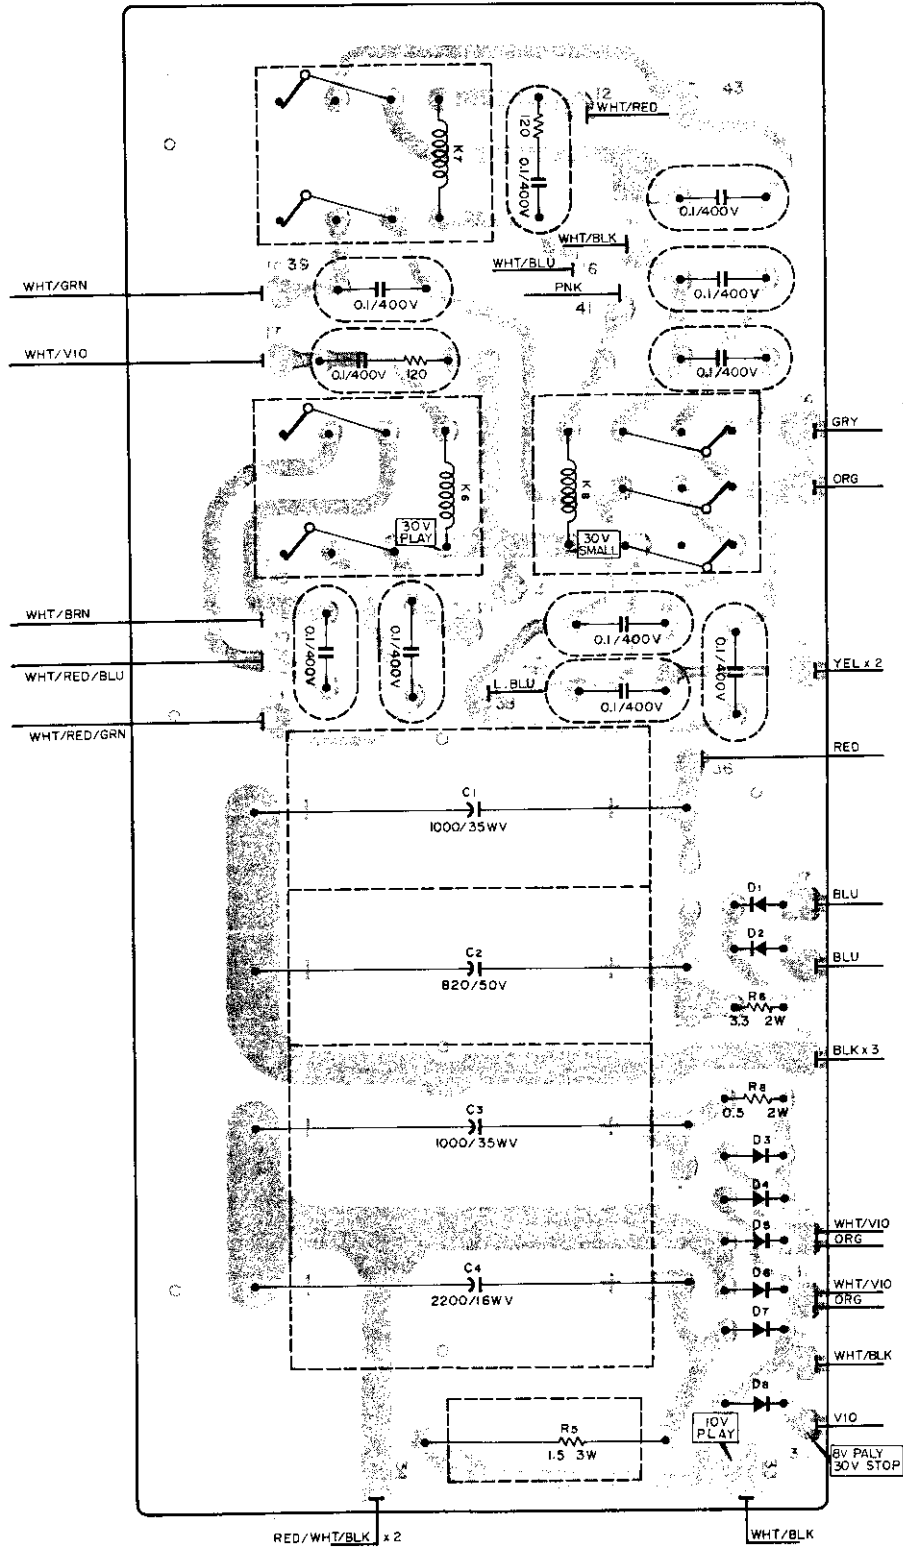 12
43
WHT/RED
120
0.1/400V
K7
0.1/400V
WHT/BLK
39
WHT/BLU
6
WHT/GRN
PNK
0.1/400V
0.1/400V
41
WHT/VIO
0.1/400V
120
0.1/400V
GRY
K6
K8
ORG
30V
PLAY
30V
SMALL
WHT/BRN
0.1/400V
0.1/400V
0.1/400V
0.1/400V
WHT/RED/BLU
YEL x 2
L.BLU
38
0.1/400V
WHT/RED/GRN
RED
36
C1
1000/35WV
D1
BLU
D2
C2
BLU
820/50V
R6
3.3 2W
BLK x 3
R8
0.5 2W
C3
1000/35WV
D3
D4
WHT/VIO
D5
ORG
C4
D6
WHT/VIO
2200/16WV
ORG
D7
WHT/BLK
D8
10V
PLAY
VIO
R5
1.5 3W
3
8V PALY
30V STOP
RED/WHT/BLK x 2
WHT/BLK